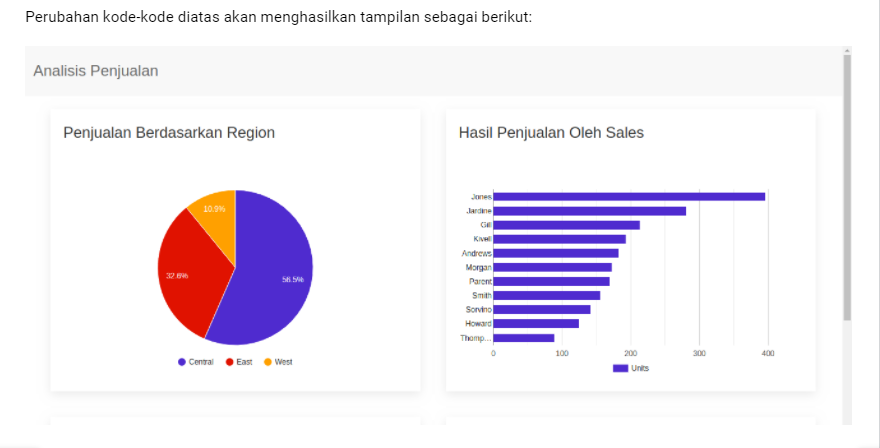 Perubahan kode-kode diatas akan menghasilkan tampilan sebagai berikut:
Analisis Penjualan
Penjualan Berdasarkan Region
10.9%
32.6%
56.5%
Central East West
Hasil Penjualan Oleh Sales
Jones
Jardine
Gill
Kivell
Andrews
Morgan
Parent
Smith
Sorvino
Howard
Thomp...
0 100 200 300 400
Units